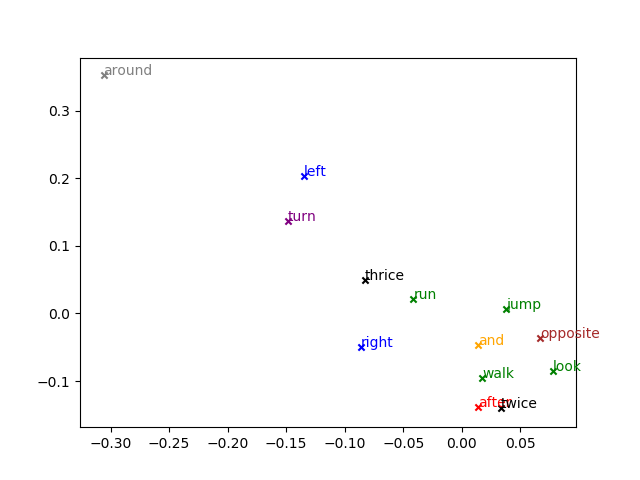 around
0.3
left
0.2
turn
0.1
thrice
run
jump
0.0
opposite
and
right
look
walk
−0.1
after
twice
−0.30 −0.25 −0.20 −0.15 −0.10 −0.05 0.00 0.05